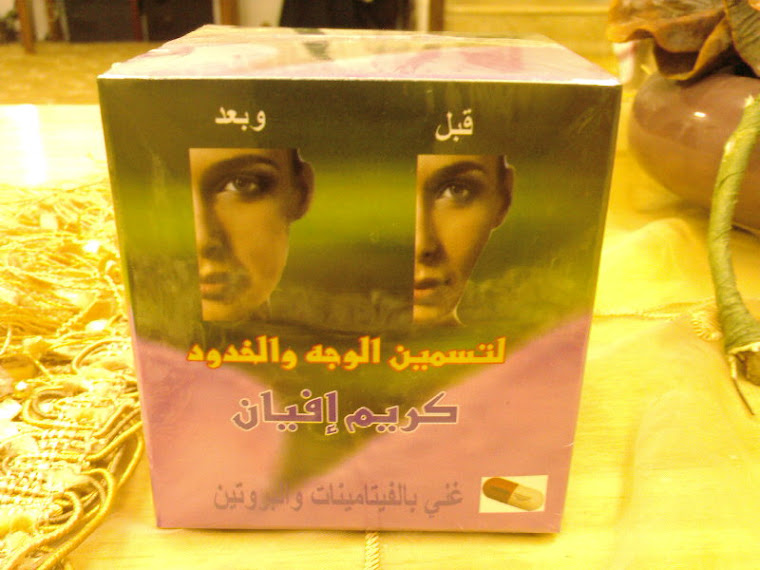 قبل وبعد
لتسمين الوجه والخدود
كريم إفيان
غني بالفيتامينات والبروتين